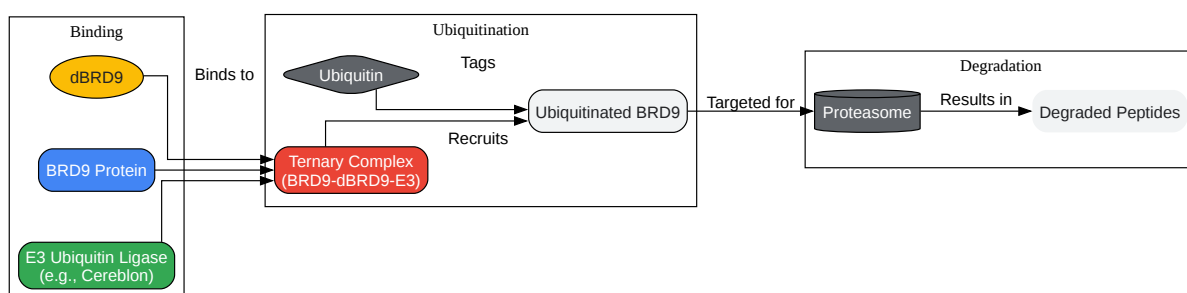 Binding
dBRD9
BRD9 Protein
E3 Ubiquitin Ligase
(e.g., Cereblon)
Binds to
Ubiquitination
Ubiquitin
Tags
Recruits
Ternary Complex
(BRD9-dBRD9-E3)
Ubiquitinated BRD9
Targeted for
Degradation
Proteasome
Results in
Degraded Peptides